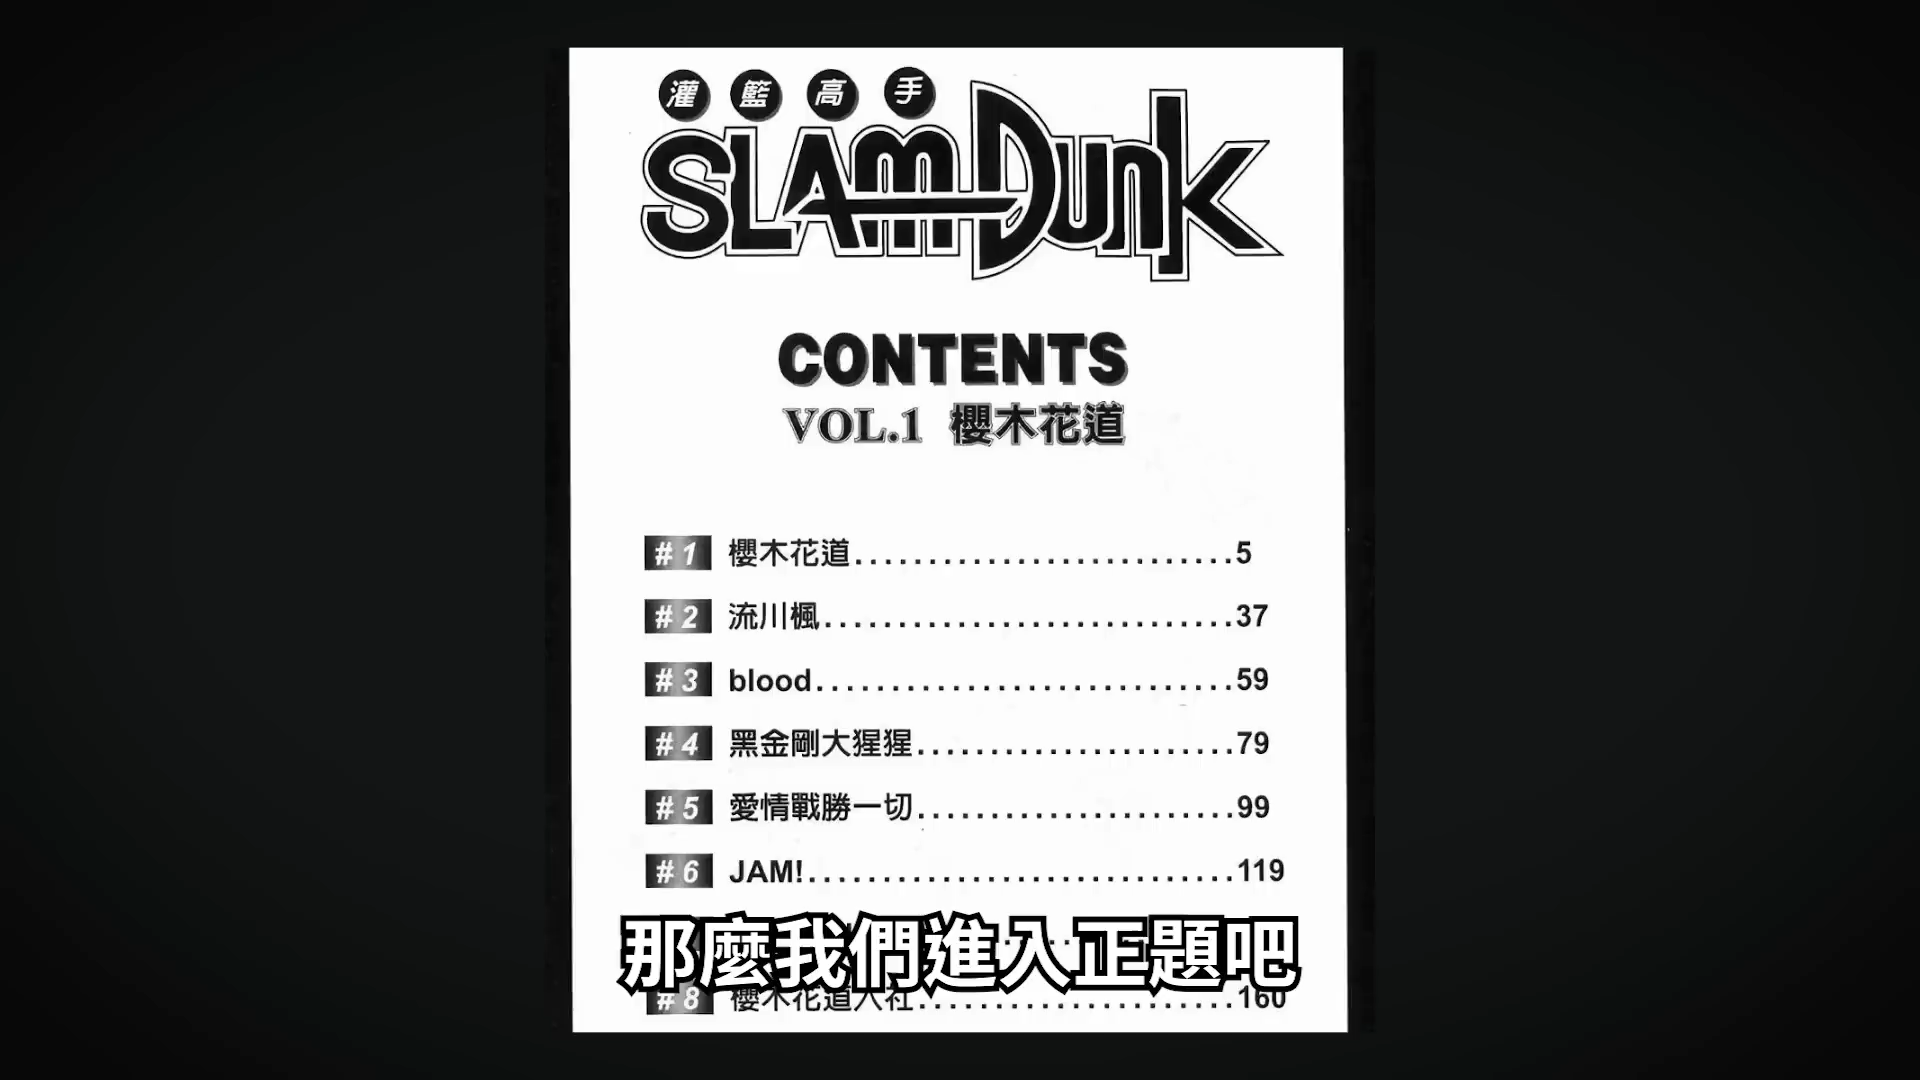 灌籃高手
SLAM DUNK
CONTENTS
VOL.1 櫻木花道
#1 櫻木花道..........................5
#2 流川楓............................37
#3 blood............................59
#4 黑金剛大猩猩......................79
#5 愛情戰勝一切......................99
#6 JAM!.............................119
那麼我們進入正題吧
#8 櫻木花道入社......................160